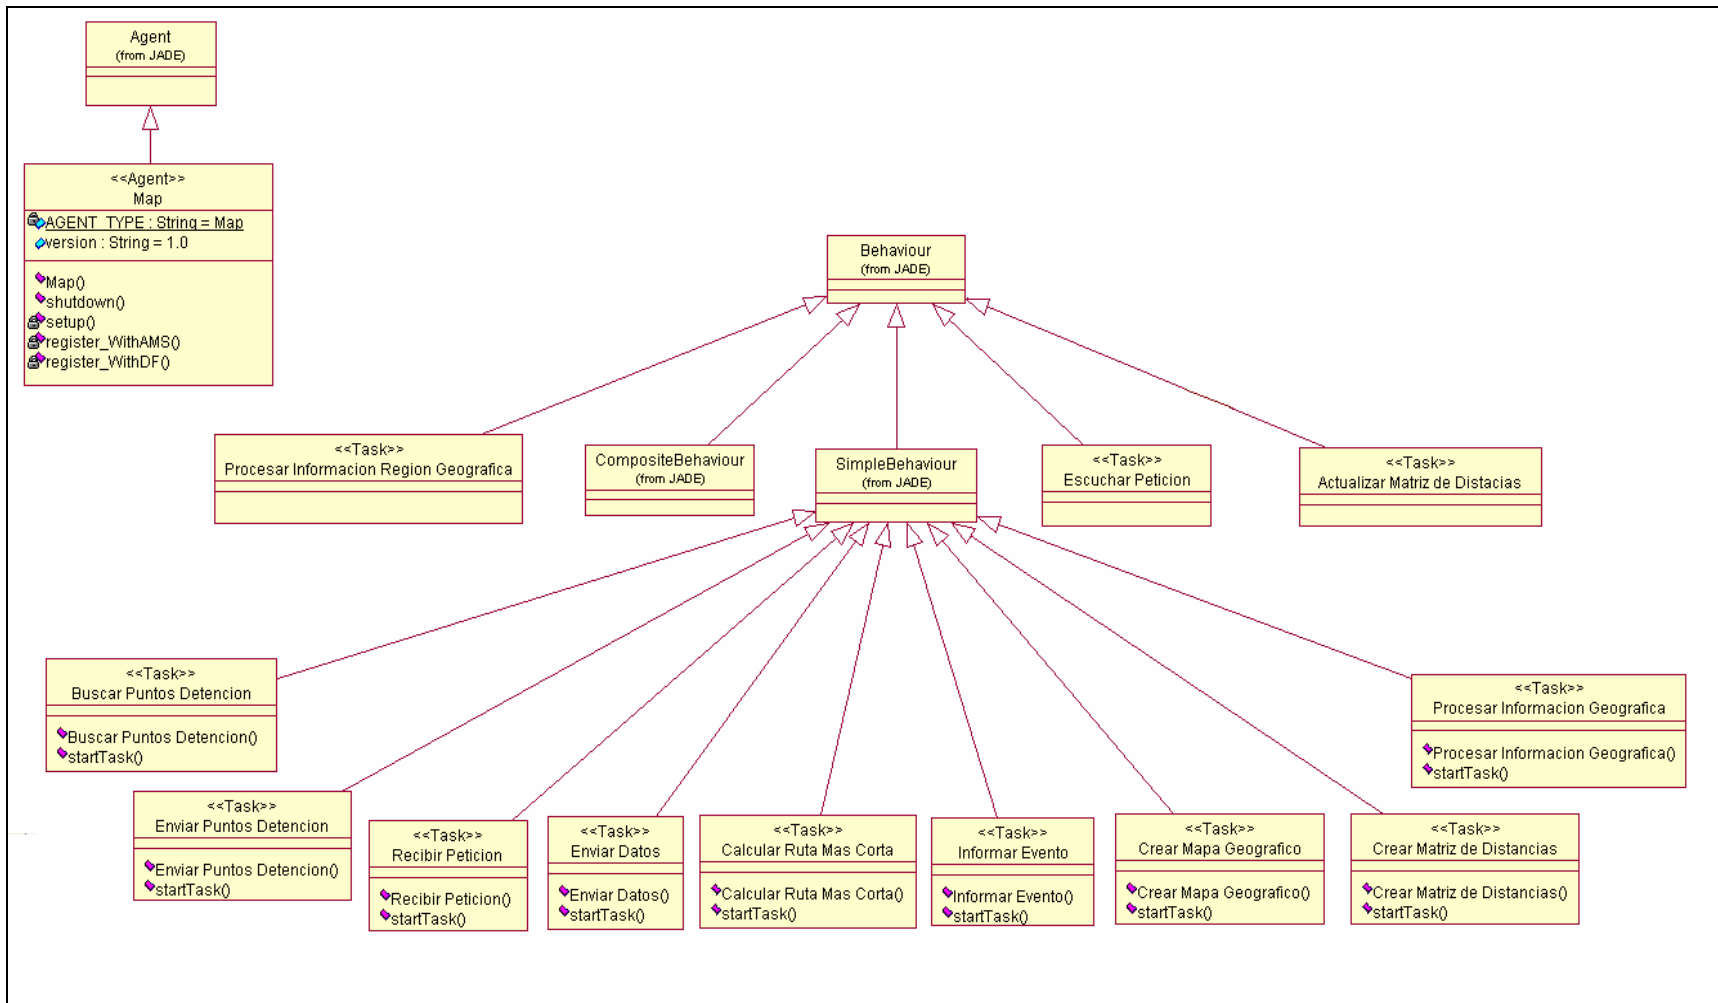 Agent
(from JADE)
<<Agent>>
Map
AGENT_TYPE : String = Map
version : String = 1.0
Map()
shutdown()
setup()
register_WithAMS()
register_WithDF()
Behaviour
(from JADE)
<<Task>>
Procesar Informacion Region Geografica
CompositeBehaviour
(from JADE)
SimpleBehaviour
(from JADE)
<<Task>>
Escuchar Peticion
<<Task>>
Actualizar Matriz de Distacias
<<Task>>
Buscar Puntos Detencion
Buscar Puntos Detencion()
startTask()
<<Task>>
Procesar Informacion Geografica
Procesar Informacion Geografica()
startTask()
<<Task>>
Enviar Puntos Detencion
Enviar Puntos Detencion()
startTask()
<<Task>>
Recibir Peticion
Recibir Peticion()
startTask()
<<Task>>
Enviar Datos
Enviar Datos()
startTask()
<<Task>>
Calcular Ruta Mas Corta
Calcular Ruta Mas Corta()
startTask()
<<Task>>
Informar Evento
Informar Evento()
startTask()
<<Task>>
Crear Mapa Geografico
Crear Mapa Geografico()
startTask()
<<Task>>
Crear Matriz de Distancias
Crear Matriz de Distancias()
startTask()